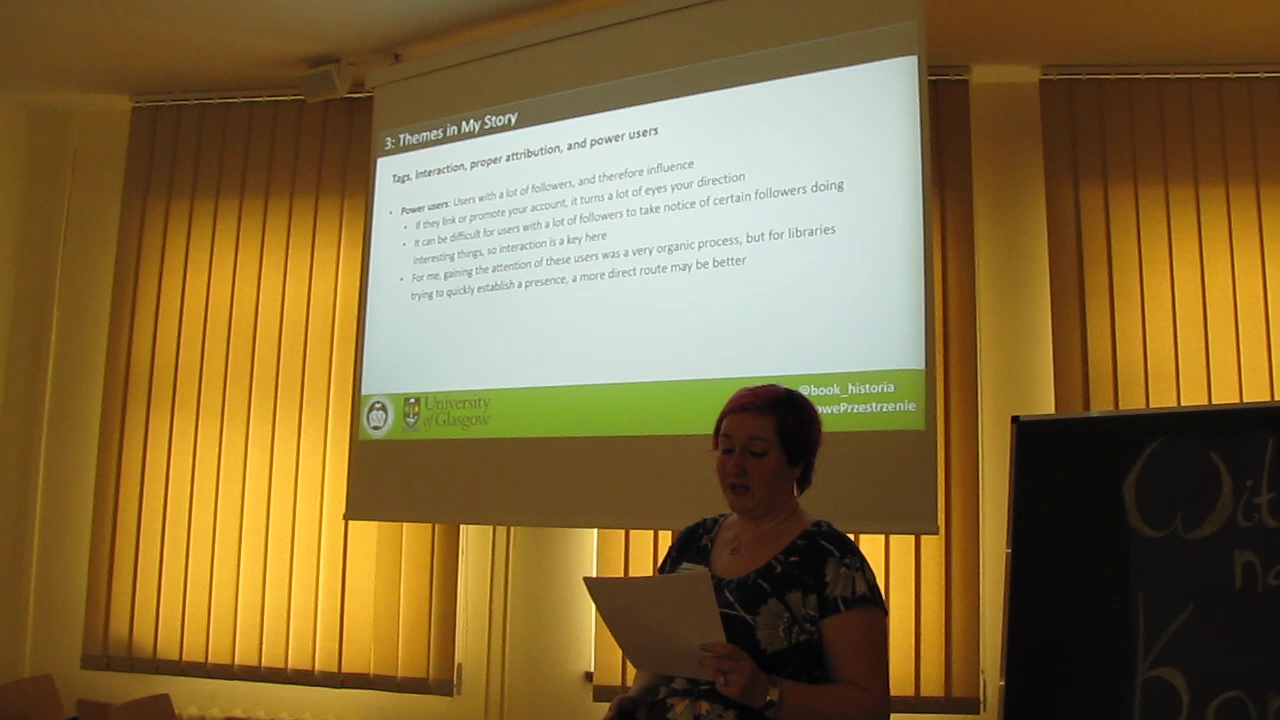 3: Themes in My Story
Tags, interaction, proper attribution, and power users
• Power users: Users with a lot of followers, and therefore influence
• If they link or promote your account, it turns a lot of eyes your direction
• It can be difficult for users with a lot of followers to take notice of certain followers doing
interesting things, so interaction is a key here
• For me, gaining the attention of these users was a very organic process, but for libraries
trying to quickly establish a presence, a more direct route may be better
University
of Glasgow
@book_historia
owePrzestrzenie
Wit
na